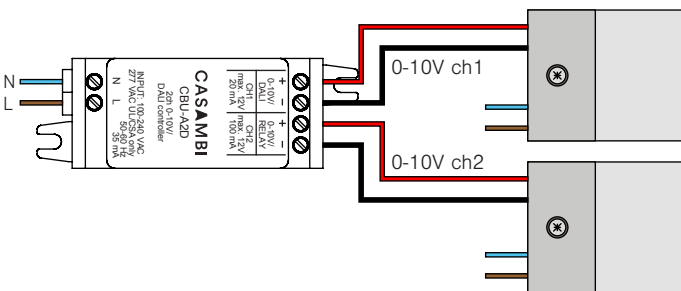 N
L
INPUT: 100-240 VAC
277 VAC UL/CSA only
50-60 Hz
35 mA
N L
CASAMBI
CBU-A2D
2ch 0-10V/
DALI controller
0-10V/
DALI
+ −
CH1
max. 12V
20 mA
0-10V/
RELAY
+ −
CH2
max. 12V
100 mA
0-10V ch1
0-10V ch2